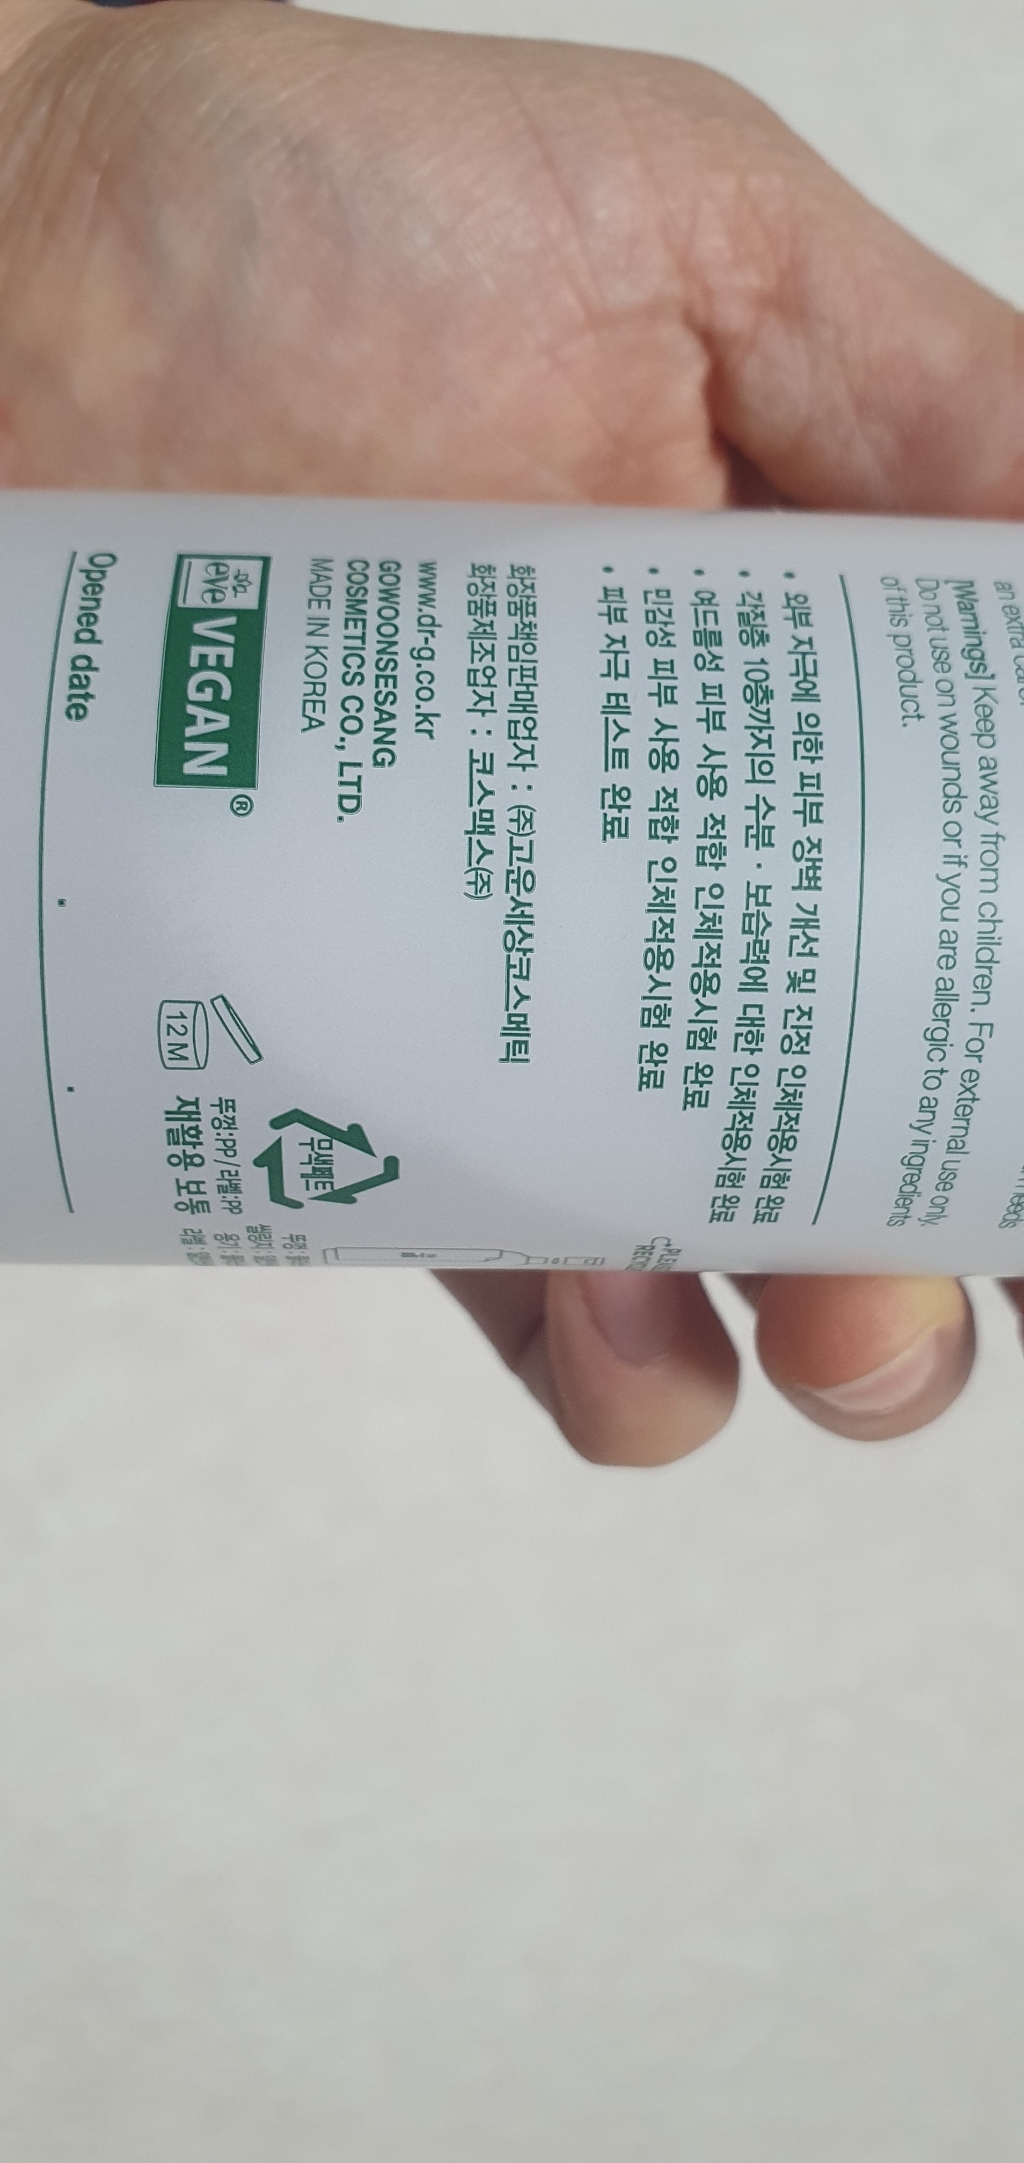 an extra
[Warnings] Keep away from children. For external use only.
Do not use on wounds or if you are allergic to any ingredients
of this product.
• 외부 자극에 의한 피부 장벽 개선 및 진정 인체적용시험 완료
• 각질층 10층까지의 수분 · 보습력에 대한 인체적용시험 완료
• 여드름성 피부 사용 적합 인체적용시험 완료
• 민감성 피부 사용 적합 인체적용시험 완료
• 피부 자극 테스트 완료
화장품책임판매업자 : (주)고운세상코스메틱
화장품제조업자 : 코스맥스(주)
www.dr-g.co.kr
GOWOONSESANG
COSMETICS CO., LTD.
MADE IN KOREA
eve VEGAN®
12M
무색페트
뚜껑:PP/라벨:PP
재활용 보통
Opened date
. .